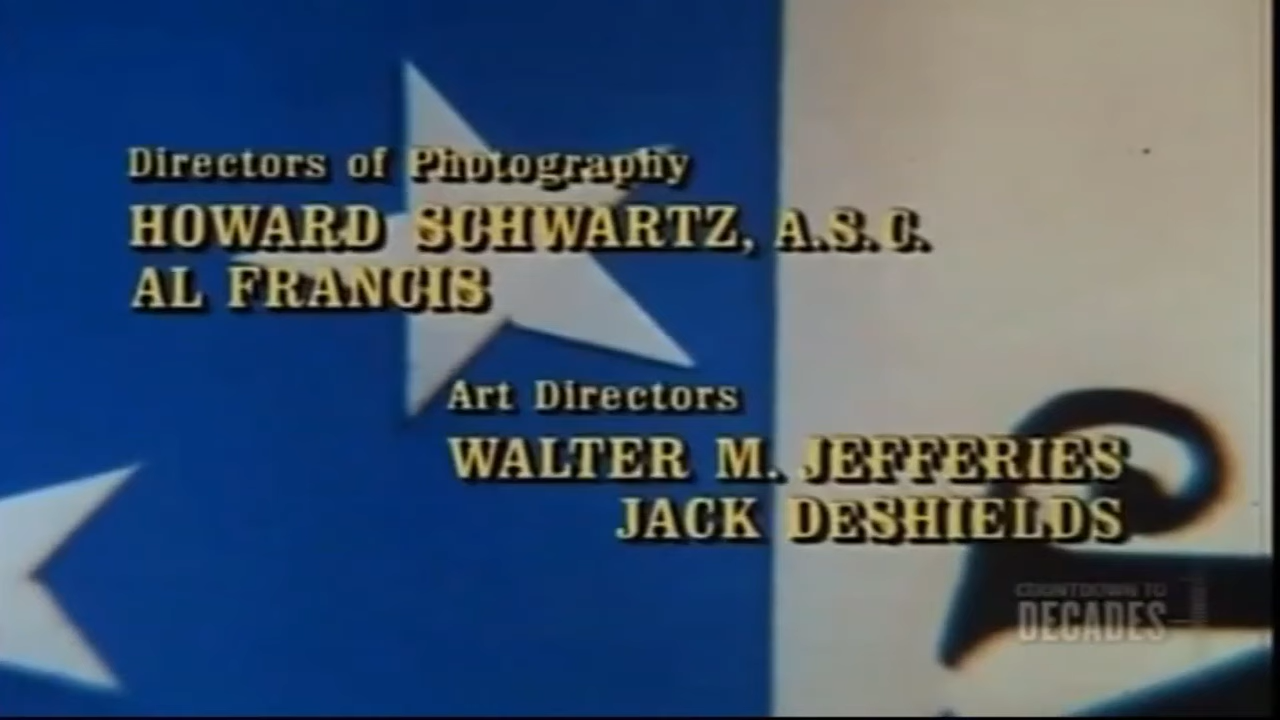 Directors of Photography
HOWARD SCHWARTZ, A.S.C.
AL FRANCIS
Art Directors
WALTER M. JEFFERIES
JACK DESHIELDS
COUNTDOWN TO
DECADES